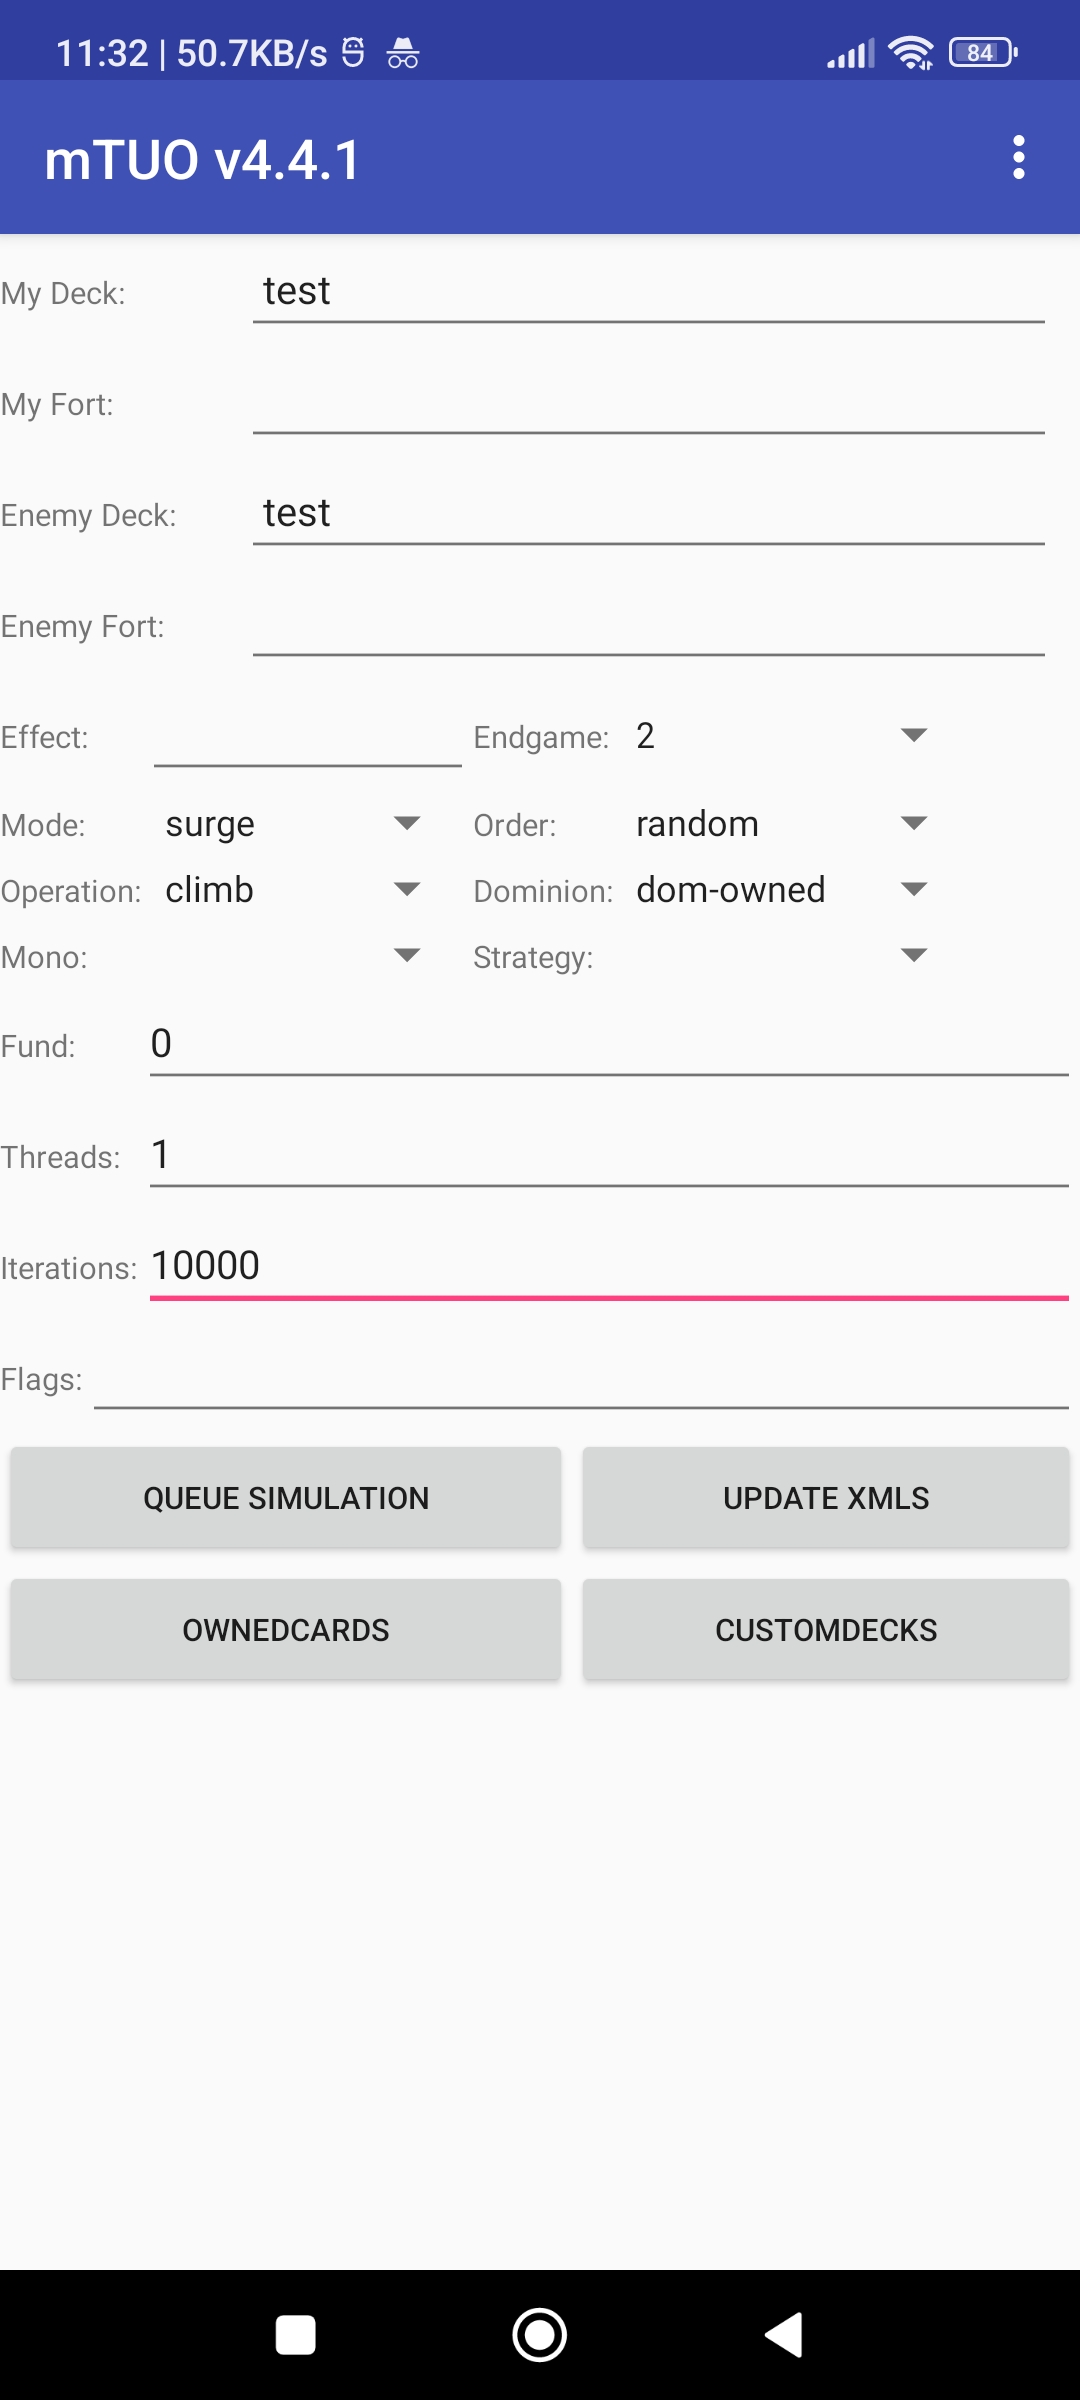 11:32 | 50.7KB/s 84
mTUO v4.4.1
My Deck: test
My Fort:
Enemy Deck: test
Enemy Fort:
Effect: Endgame: 2
Mode: surge Order: random
Operation: climb Dominion: dom-owned
Mono: Strategy:
Fund: 0
Threads: 1
Iterations: 10000
Flags:
QUEUE SIMULATION UPDATE XMLS
OWNEDCARDS CUSTOMDECKS